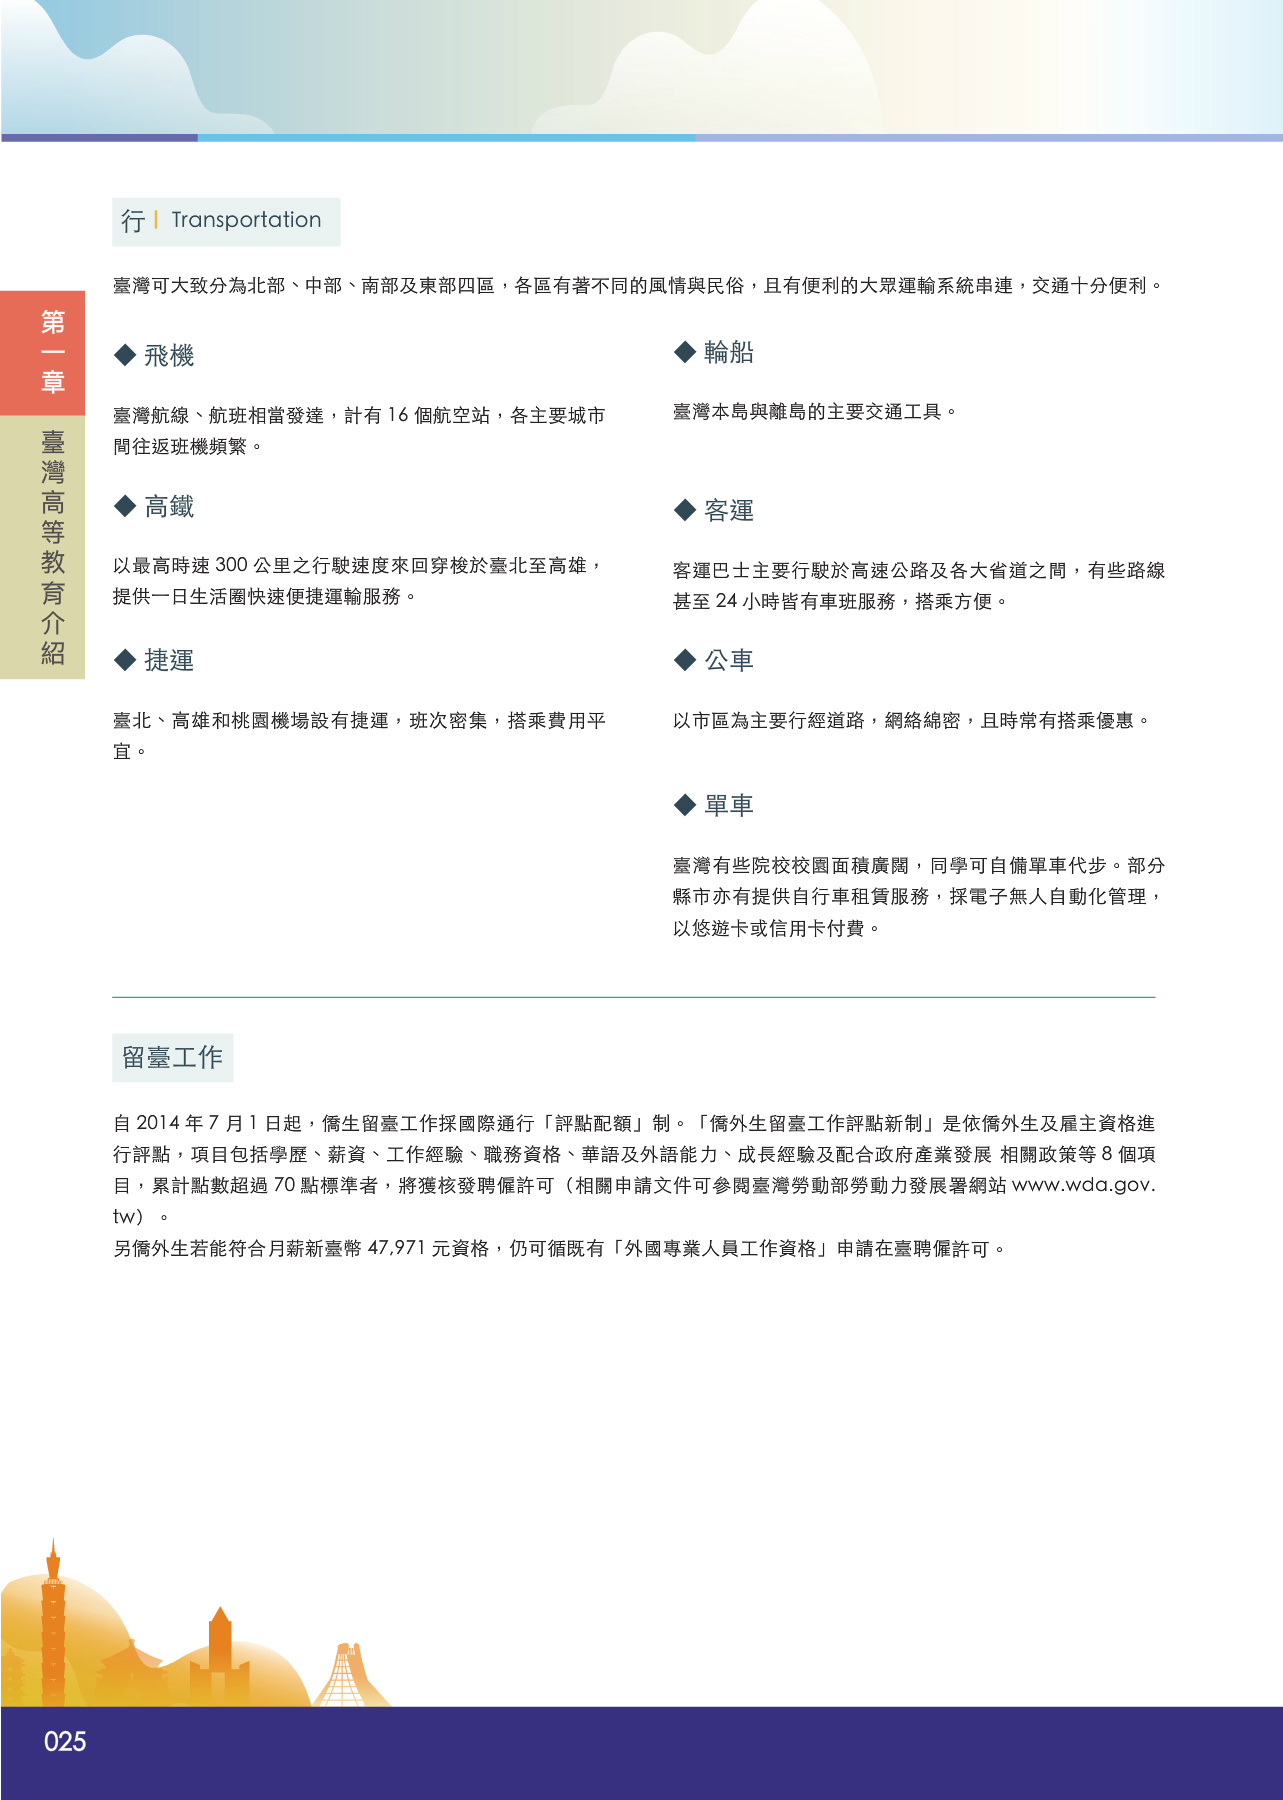 行 | Transportation
臺灣可大致分為北部、中部、南部及東部四區，各區有著不同的風情與民俗，且有便利的大眾運輸系統串連，交通十分便利。
第一章
臺灣高等教育介紹
◆ 飛機
臺灣航線、航班相當發達，計有 16 個航空站，各主要城市
間往返班機頻繁。
◆ 高鐵
以最高時速 300 公里之行駛速度來回穿梭於臺北至高雄，
提供一日生活圈快速便捷運輸服務。
◆ 捷運
臺北、高雄和桃園機場設有捷運，班次密集，搭乘費用平
宜。
◆ 輪船
臺灣本島與離島的主要交通工具。
◆ 客運
客運巴士主要行駛於高速公路及各大省道之間，有些路線
甚至 24 小時皆有車班服務，搭乘方便。
◆ 公車
以市區為主要行經道路，網絡綿密，且時常有搭乘優惠。
◆ 單車
臺灣有些院校校園面積廣闊，同學可自備單車代步。部分
縣市亦有提供自行車租賃服務，採電子無人自動化管理，
以悠遊卡或信用卡付費。
留臺工作
自 2014 年 7 月 1 日起，僑生留臺工作採國際通行「評點配額」制。「僑外生留臺工作評點新制」是依僑外生及雇主資格進
行評點，項目包括學歷、薪資、工作經驗、職務資格、華語及外語能力、成長經驗及配合政府產業發展 相關政策等 8 個項
目，累計點數超過 70 點標準者，將獲核發聘僱許可（相關申請文件可參閱臺灣勞動部勞動力發展署網站 www.wda.gov.
tw）。
另僑外生若能符合月薪新臺幣 47,971 元資格，仍可循既有「外國專業人員工作資格」申請在臺聘僱許可。
025